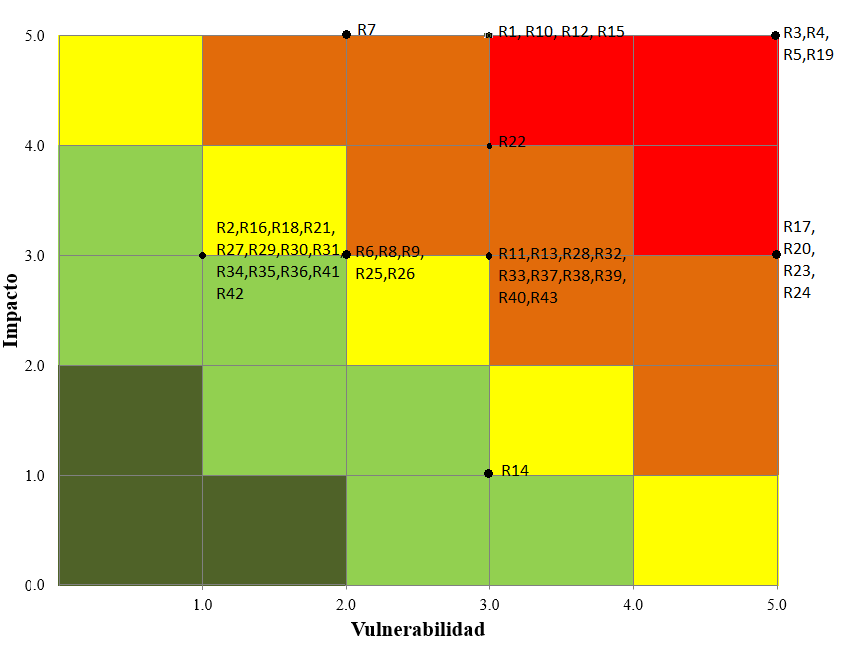 5.0
R7
R1, R10, R12, R15
R3,R4,
R5,R19
4.0
R22
R2,R16,R18,R21,
R27,R29,R30,R31,
R34,R35,R36,R41
R42
3.0
R6,R8,R9,
R25,R26
R11,R13,R28,R32,
R33,R37,R38,R39,
R40,R43
R17,
R20,
R23,
R24
Impacto
2.0
1.0
R14
0.0
1.0
2.0
3.0
4.0
5.0
Vulnerabilidad